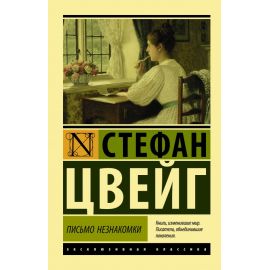 СТЕФАН
ЦВЕЙГ
ПИСЬМО НЕЗНАКОМКИ
Книги, изменившие мир.
Писатели, объединившие
поколения.
ЭКСКЛЮЗИВНАЯ КЛАССИКА